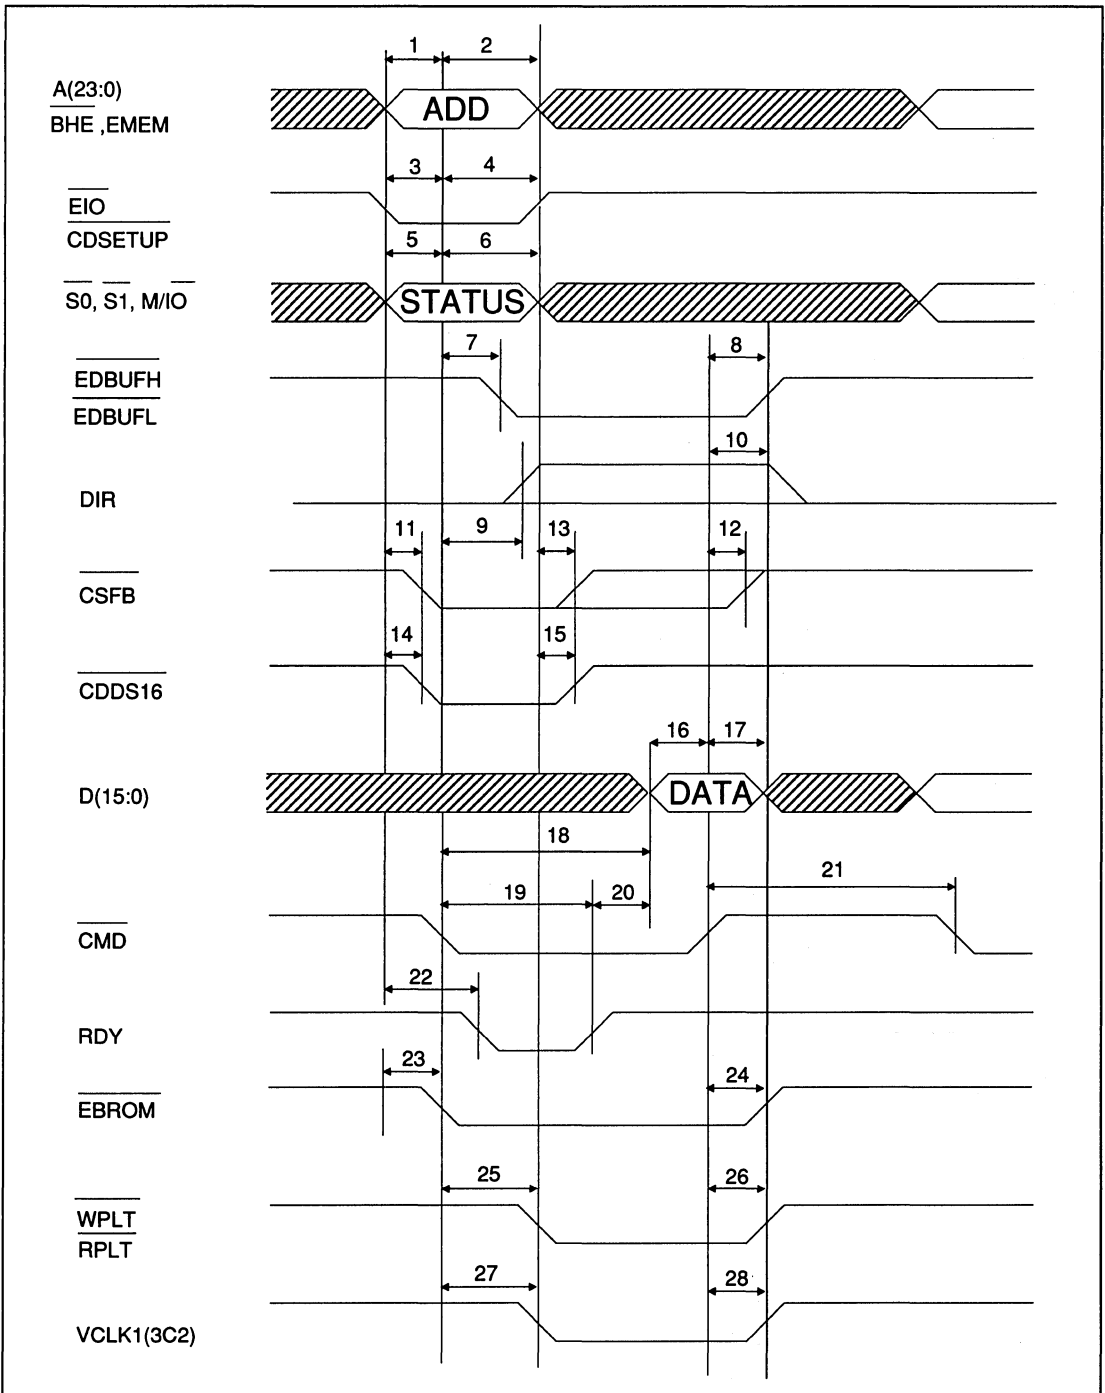 1 2
A(23:0)
BHE ,EMEM
ADD
3 4
EIO
CDSETUP
5 6
S0, S1, M/IO
STATUS
7 8
EDBUFH
EDBUFL
10
DIR
11 9 13 12
CSFB
14 15
CDDS16
16 17
D(15:0)
DATA
18
21
19 20
CMD
22
RDY
23 24
EBROM
25 26
WPLT
RPLT
27 28
VCLK1(3C2)